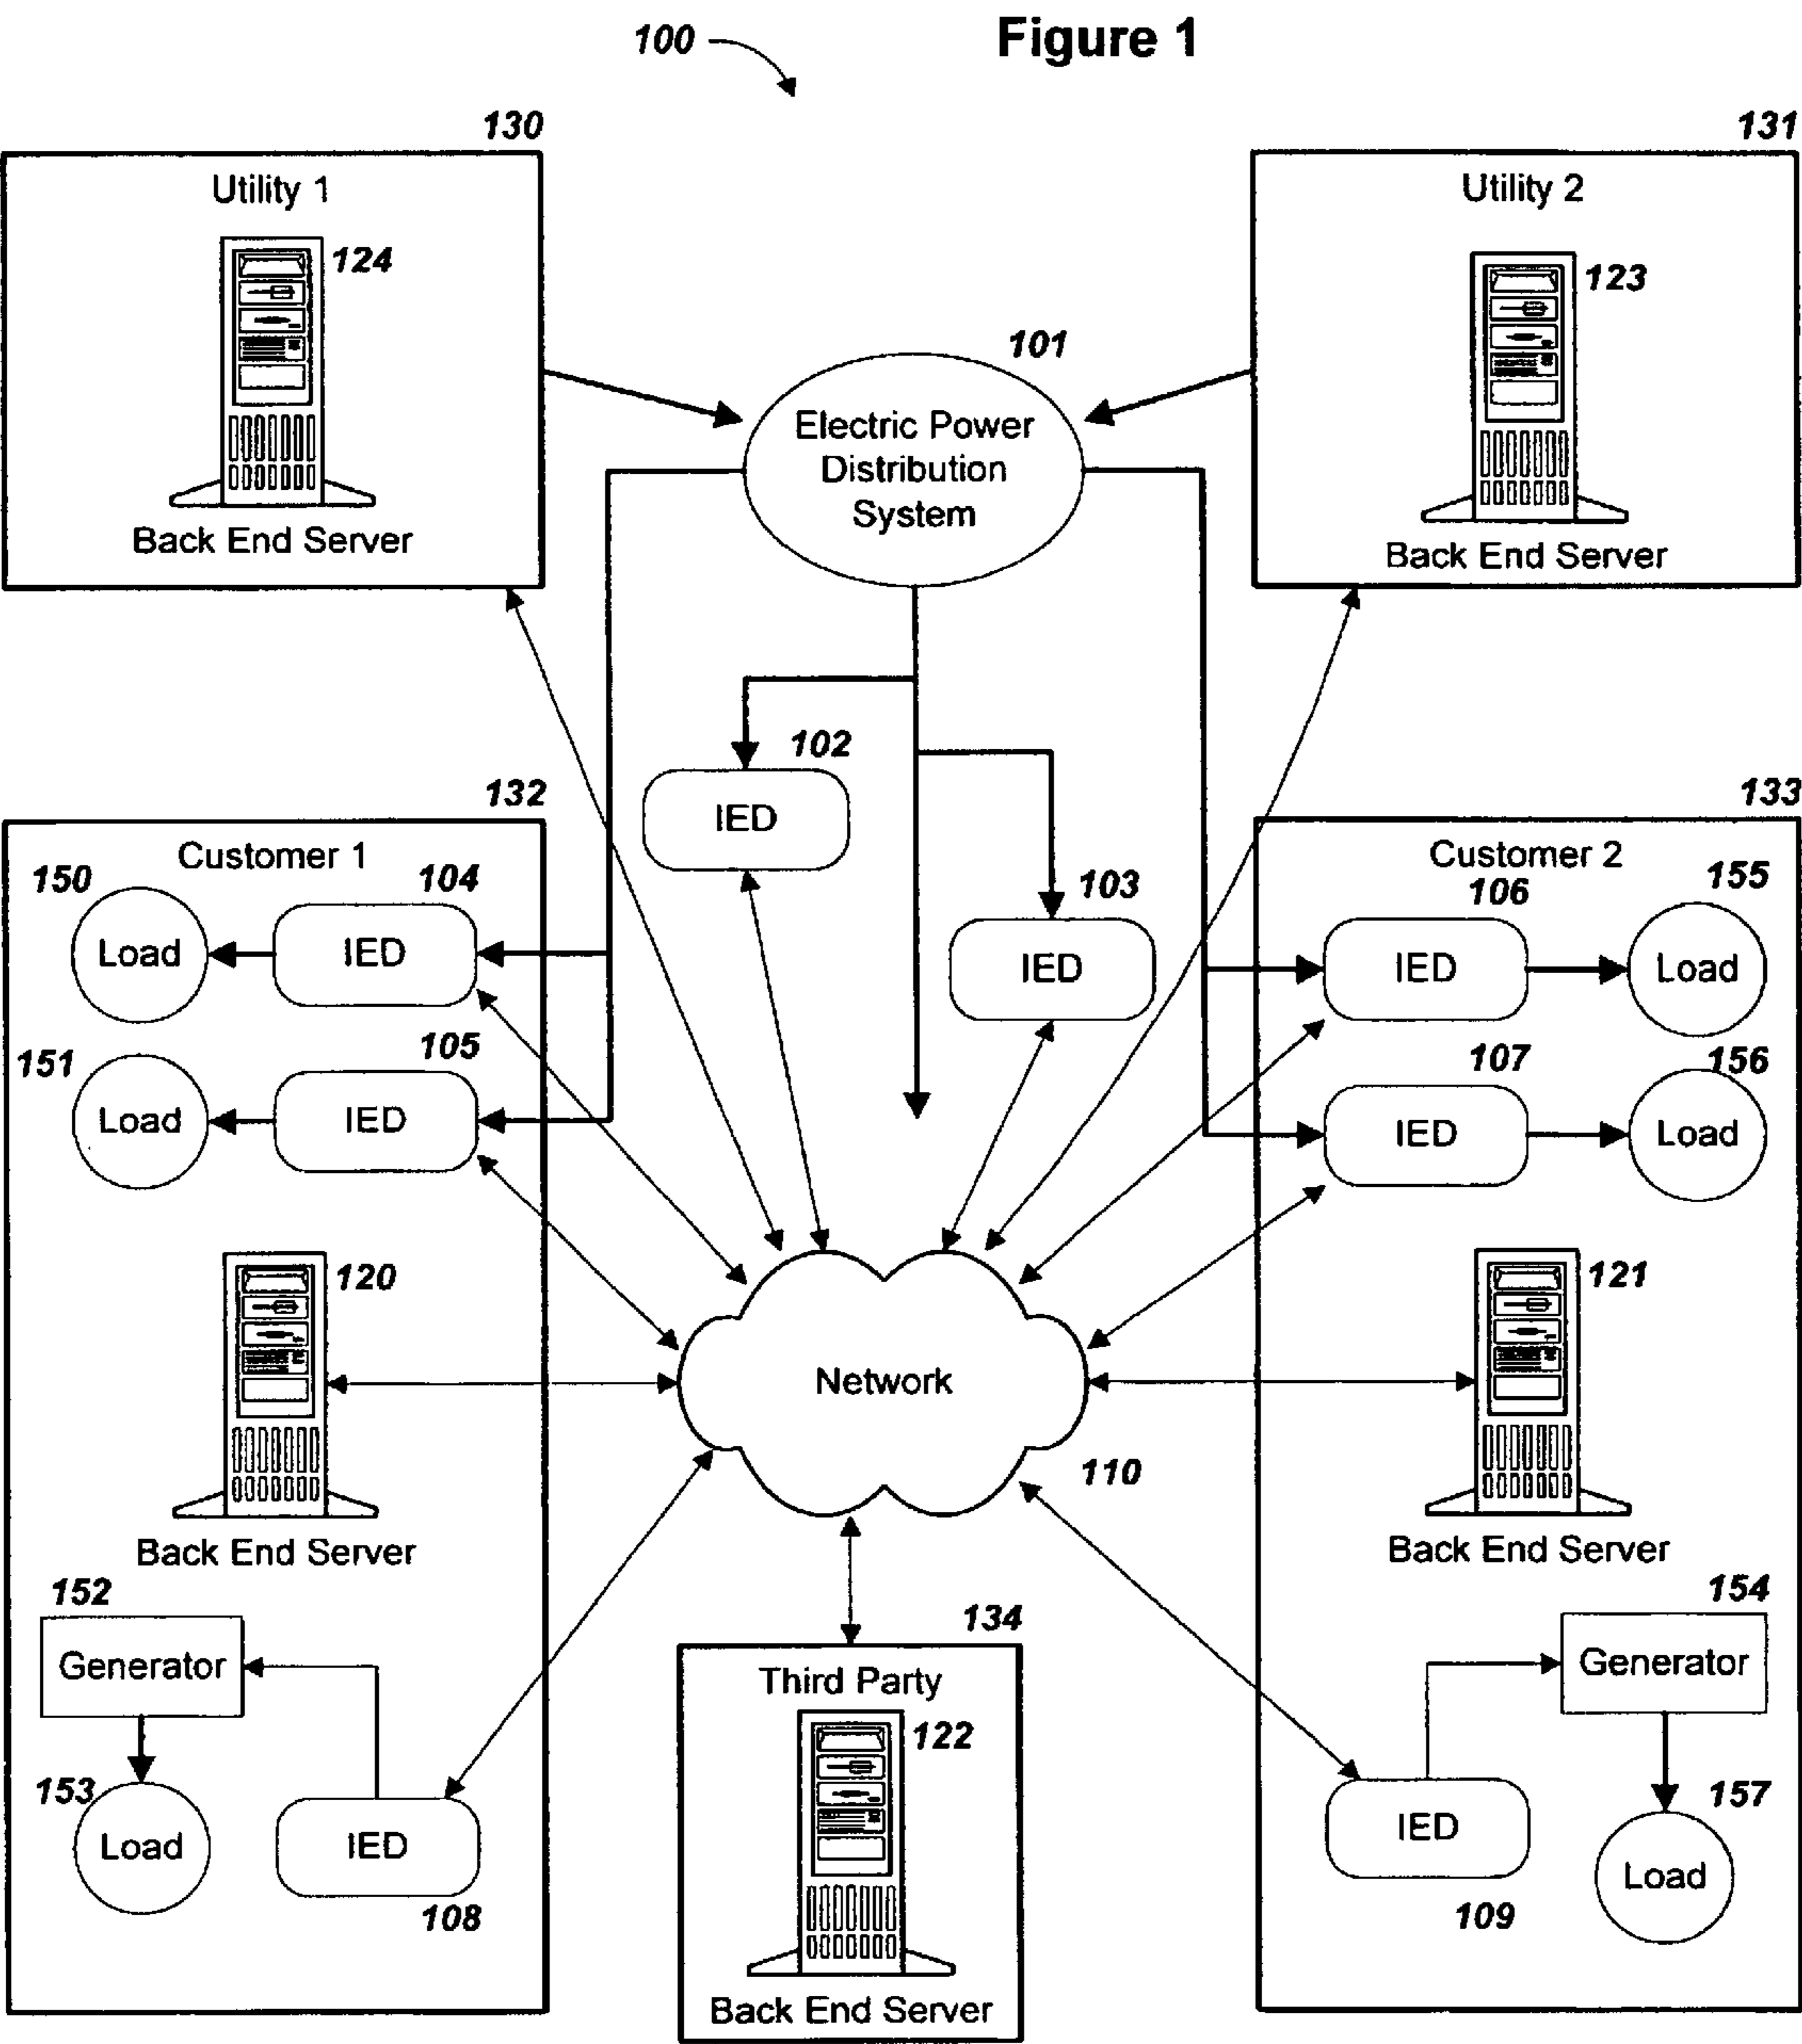 Figure 1
100
130
131
Utility 1
124
Back End Server
Utility 2
123
Back End Server
101
Electric Power
Distribution
System
102
IED
103
IED
132
Customer 1
150
Load
104
IED
151
Load
105
IED
120
Back End Server
152
Generator
153
Load
IED
108
133
Customer 2
106
IED
155
Load
107
IED
156
Load
121
Back End Server
154
Generator
IED
109
157
Load
Network
110
134
Third Party
122
Back End Server